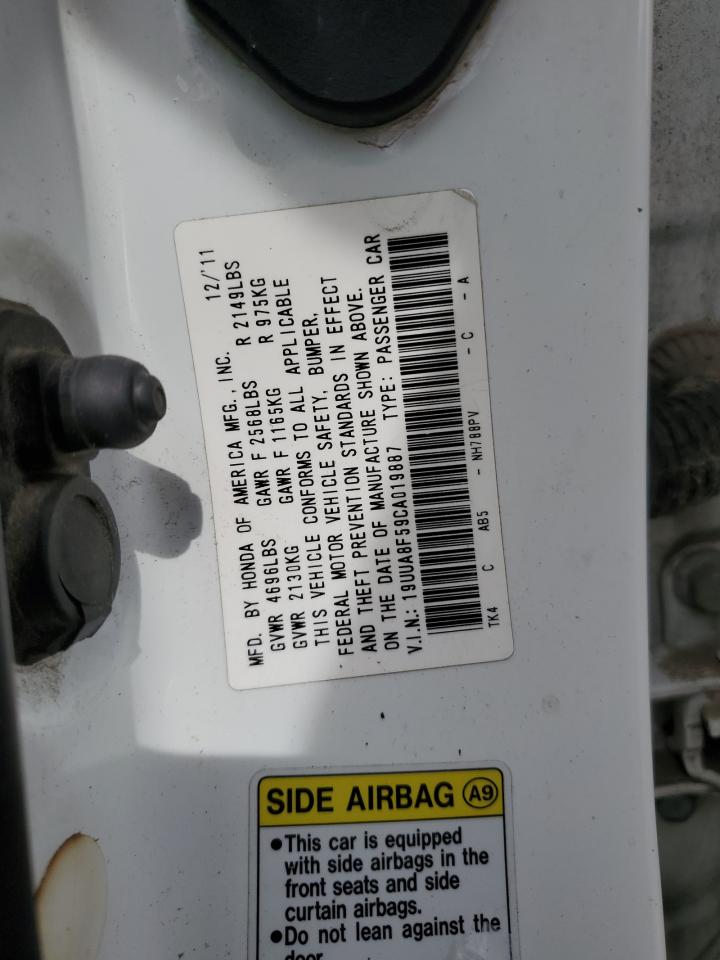 MFD. BY HONDA OF AMERICA MFG., INC. 12/'11
GVWR 4696LBS GAWR F 2568LBS R 2149LBS
GVWR 2130KG GAWR F 1165KG R 975KG
THIS VEHICLE CONFORMS TO ALL APPLICABLE
FEDERAL MOTOR VEHICLE SAFETY, BUMPER,
AND THEFT PREVENTION STANDARDS IN EFFECT
ON THE DATE OF MANUFACTURE SHOWN ABOVE.
V.I.N.: 19UUA8F59CA019887 TYPE: PASSENGER CAR
TK4 C AB5 - NH788PV - C - A
SIDE AIRBAG A9
●This car is equipped
with side airbags in the
front seats and side
curtain airbags.
●Do not lean against the
door